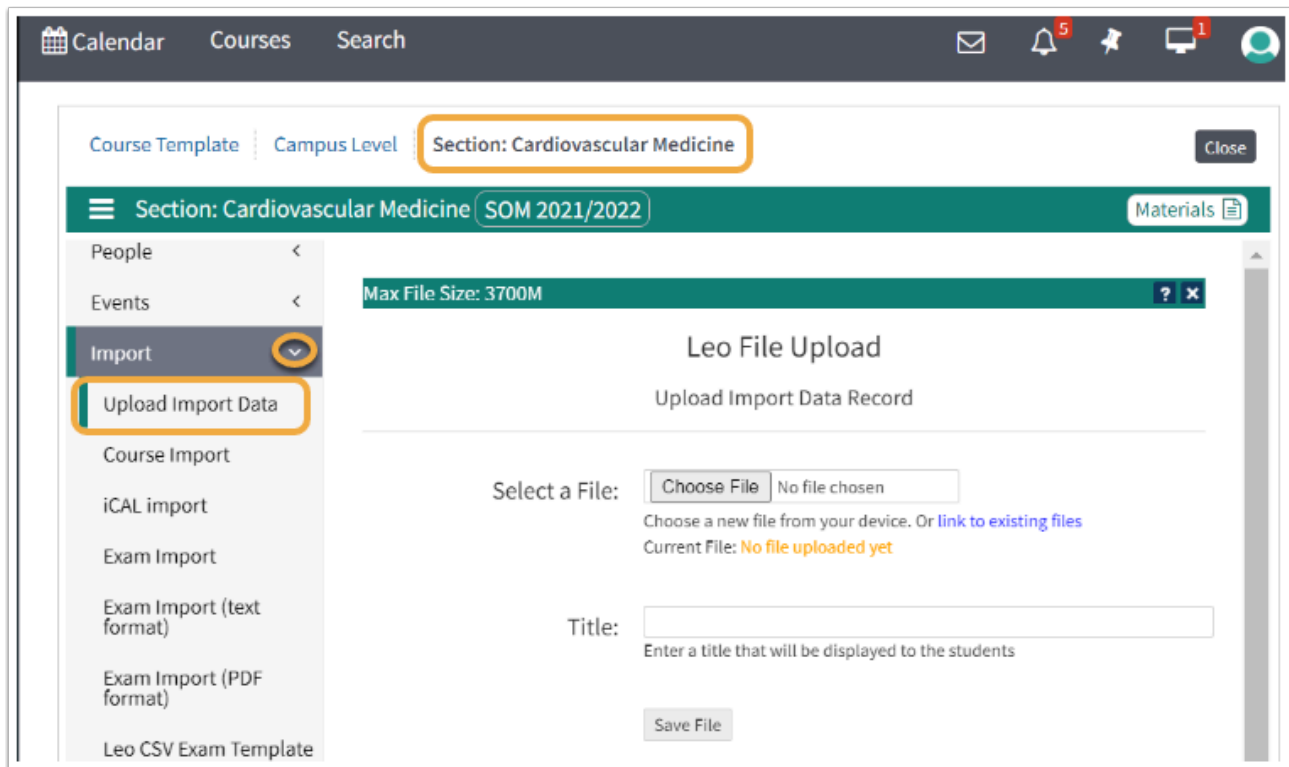 Calendar Courses Search 5 1
Course Template Campus Level Section: Cardiovascular Medicine Close
Section: Cardiovascular Medicine SOM 2021/2022 Materials
People
Events
Import
Upload Import Data
Course Import
iCAL import
Exam Import
Exam Import (text
format)
Exam Import (PDF
format)
Leo CSV Exam Template
Max File Size: 3700M ? x
Leo File Upload
Upload Import Data Record
Select a File: Choose File No file chosen
Choose a new file from your device. Or link to existing files
Current File: No file uploaded yet
Title:
Enter a title that will be displayed to the students
Save File